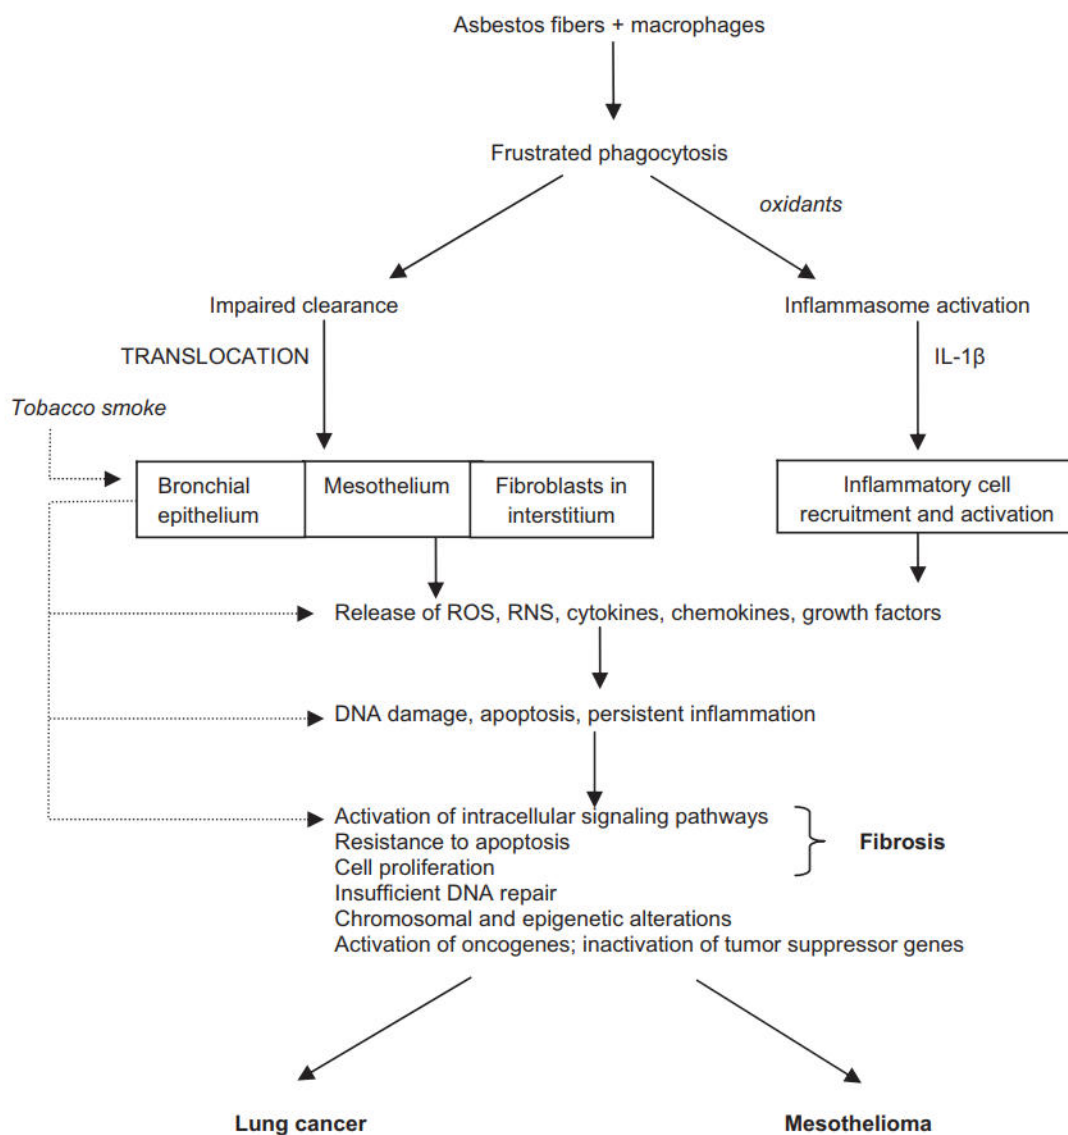 Asbestos fibers + macrophages
Frustrated phagocytosis
oxidants
Impaired clearance
Inflammasome activation
TRANSLOCATION
IL-1β
Tobacco smoke
Bronchial
epithelium
Mesothelium
Fibroblasts in
interstitium
Inflammatory cell
recruitment and activation
Release of ROS, RNS, cytokines, chemokines, growth factors
DNA damage, apoptosis, persistent inflammation
Activation of intracellular signaling pathways
Resistance to apoptosis
Cell proliferation
Fibrosis
Insufficient DNA repair
Chromosomal and epigenetic alterations
Activation of oncogenes; inactivation of tumor suppressor genes
Lung cancer
Mesothelioma